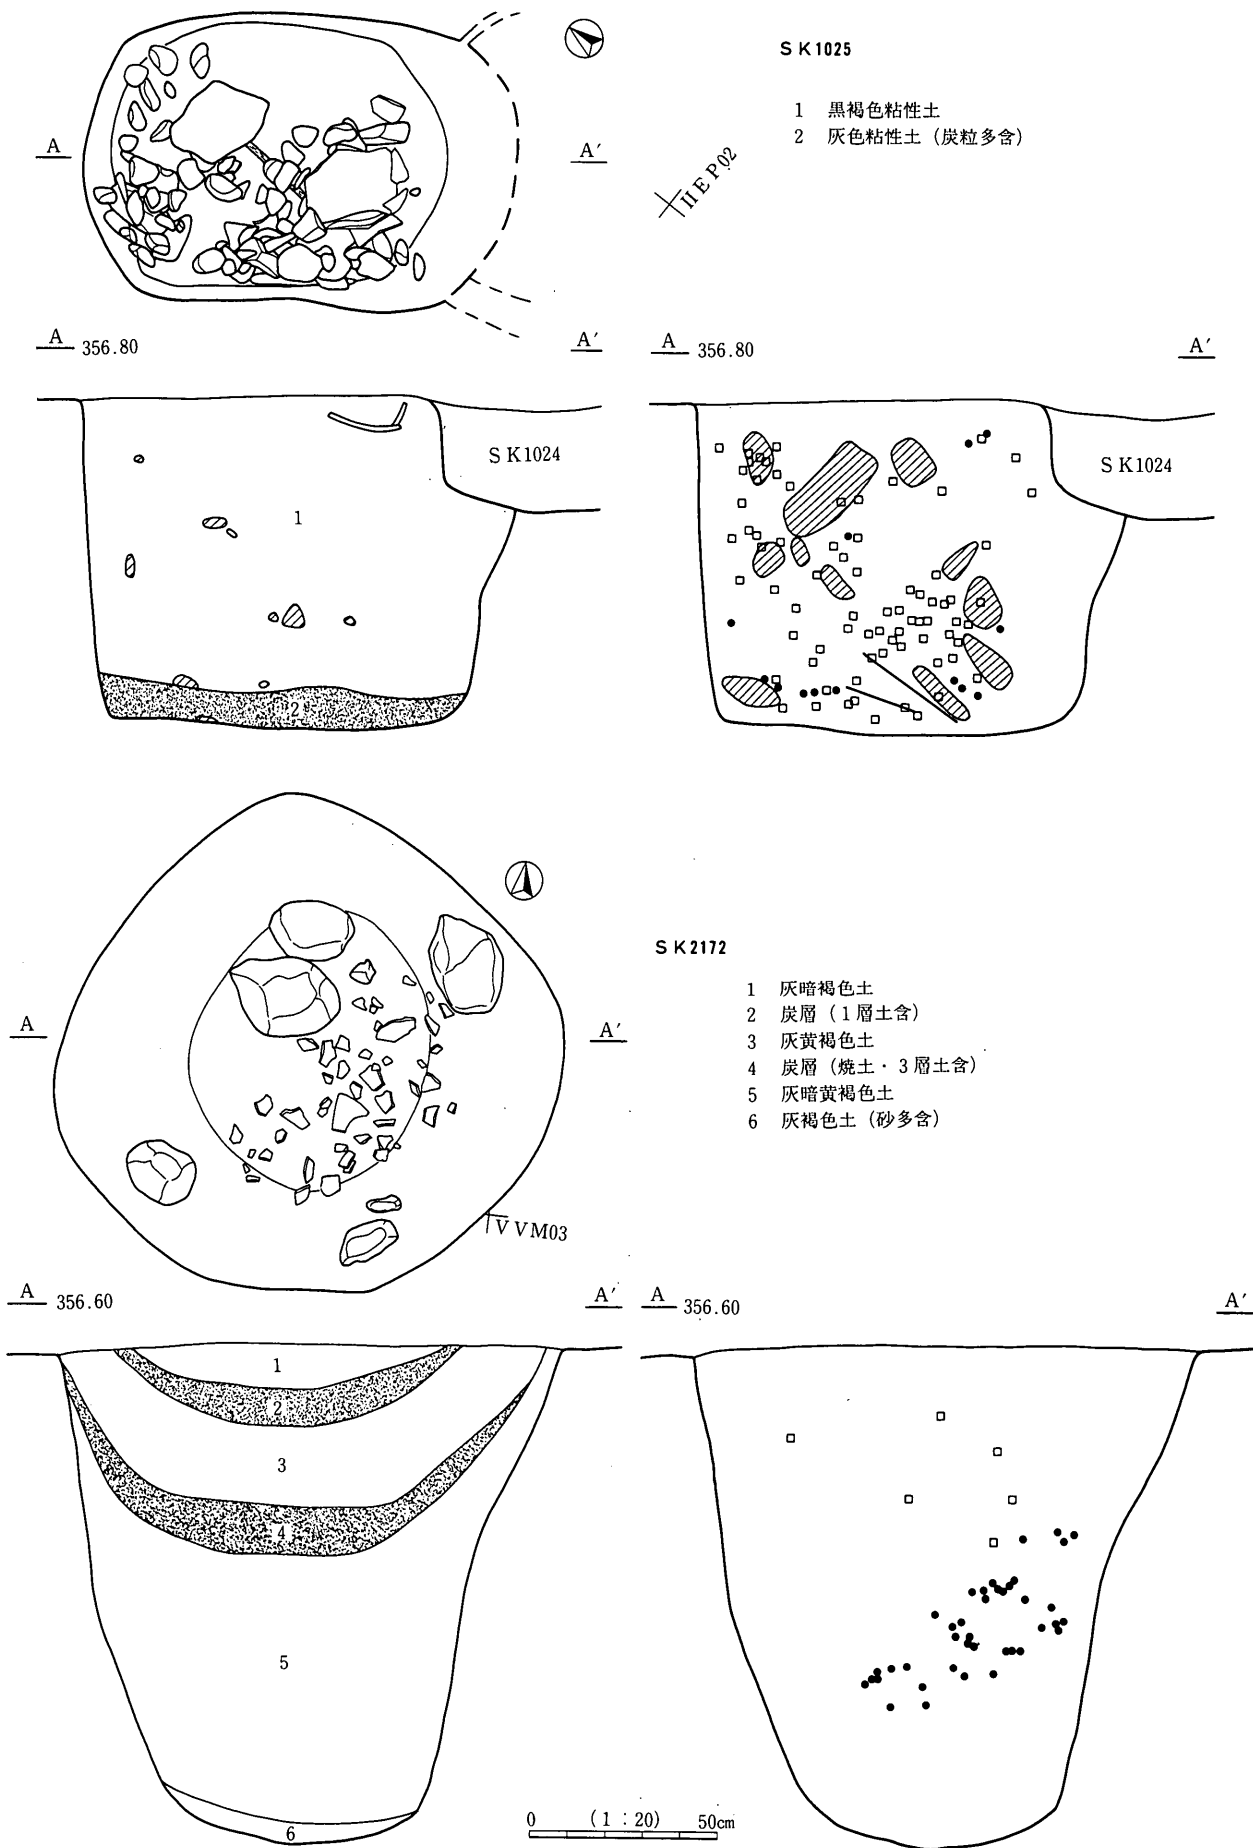 SK1025
1 黒褐色粘性土
2 灰色粘性土（炭粒多含）
A A′
II E P02
A 356.80 A′
A 356.80 A′
SK1024
1
2
SK1024
SK2172
1 灰暗褐色土
2 炭層（1層土含）
3 灰黄褐色土
4 炭層（焼土・3層土含）
5 灰暗黄褐色土
6 灰褐色土（砂多含）
A A′
V V M03
A 356.60 A′
A 356.60 A′
1
2
3
4
5
6
0 (1:20) 50cm